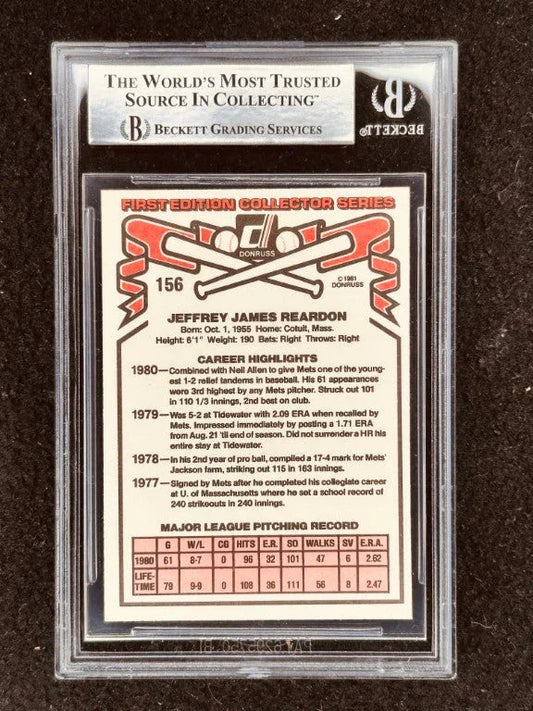 THE WORLD'S MOST TRUSTED
SOURCE IN COLLECTING™
B BECKETT GRADING SERVICES
B
BECKETT®
FIRST EDITION COLLECTOR SERIES
DONRUSS
156
© 1981
DONRUSS
JEFFREY JAMES REARDON
Born: Oct. 1, 1955 Home: Cotuit, Mass.
Height: 6'1" Weight: 190 Bats: Right Throws: Right
CAREER HIGHLIGHTS
1980—Combined with Neil Allen to give Mets one of the young-
est 1-2 relief tandems in baseball. His 61 appearances
were 3rd highest by any Mets pitcher. Struck out 101
in 110 1/3 innings, 2nd best on club.
1979—Was 5-2 at Tidewater with 2.09 ERA when recalled by
Mets. Impressed immediately by posting a 1.71 ERA
from Aug. 21 'til end of season. Did not surrender a HR his
entire stay at Tidewater.
1978—In his 2nd year of pro ball, compiled a 17-4 mark for Mets'
Jackson farm, striking out 115 in 163 innings.
1977—Signed by Mets after he completed his collegiate career
at U. of Massachusetts where he set a school record of
240 strikeouts in 240 innings.
MAJOR LEAGUE PITCHING RECORD
G W/L CG HITS E.R. SO WALKS SV E.R.A.
1980 61 8-7 0 96 32 101 47 6 2.62
LIFE-
TIME 79 9-9 0 108 36 111 56 8 2.47